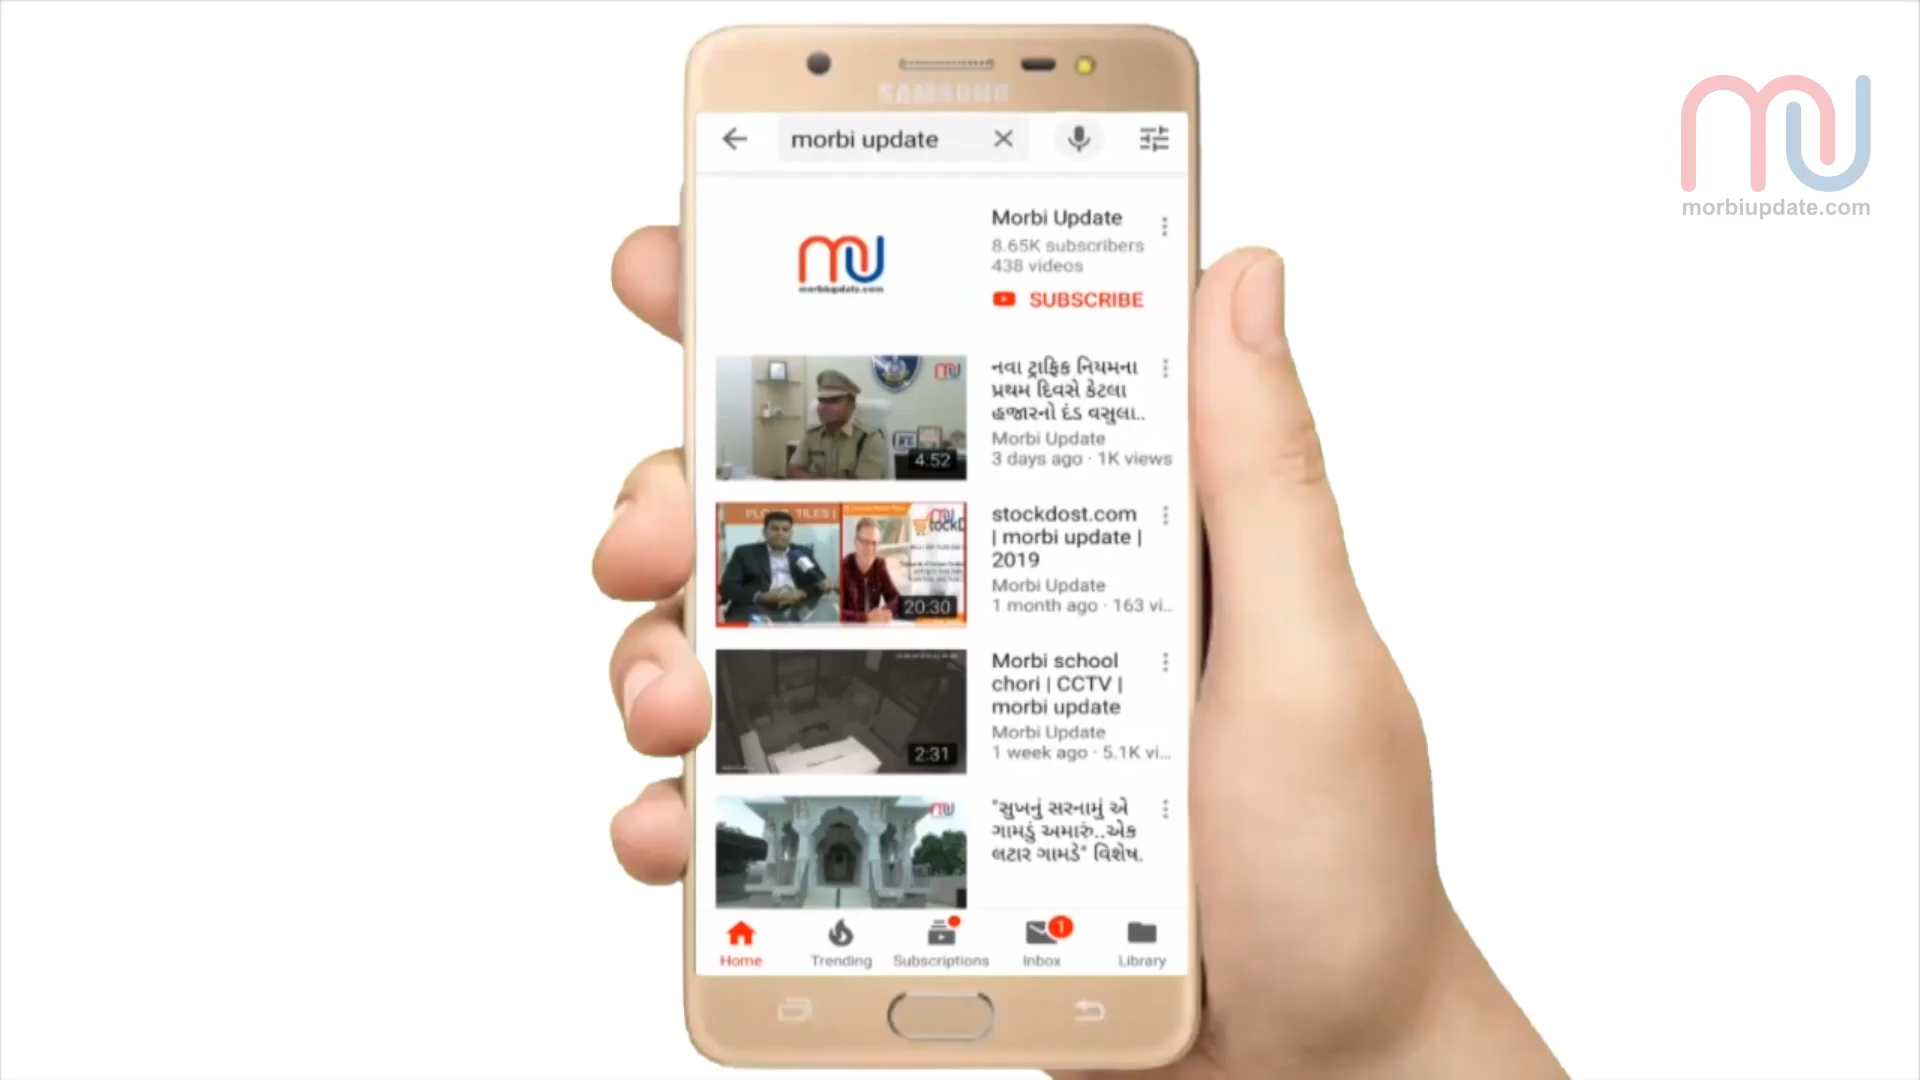 SAMSUNG
morbi update
morbiupdate.com
Morbi Update
8.65K subscribers
438 videos
morbiupdate.com
SUBSCRIBE
નવા ટ્રાફિક નિયમના
પ્રથમ દિવસે કેટલા
હજારનો દંડ વસુલા..
Morbi Update
3 days ago · 1K views
4:52
stockdost.com
| morbi update |
2019
Morbi Update
1 month ago · 163 vi...
20:30
Morbi school
chori | CCTV |
morbi update
Morbi Update
1 week ago · 5.1K vi...
2:31
"સુખનું સરનામું એ
ગામડું અમારું..એક
લટાર ગામડે" વિશેષ.
1
Home
Trending
Subscriptions
Inbox
Library